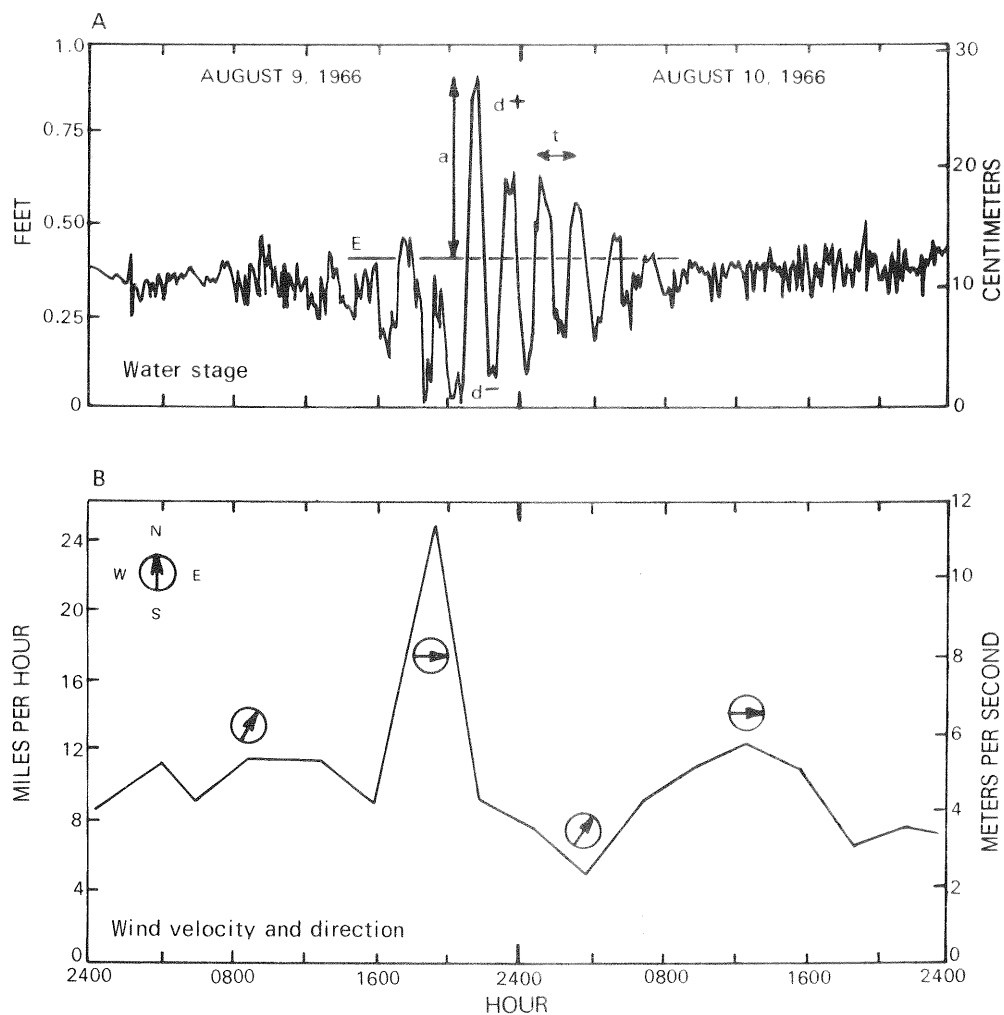 A
1.0
0.75
0.50
0.25
0
FEET
AUGUST 9, 1966
AUGUST 10, 1966
a
d+
t
E
d−
Water stage
30
20
10
0
CENTIMETERS
B
24
20
16
12
8
4
0
MILES PER HOUR
N
W E
S
Wind velocity and direction
12
10
8
6
4
2
0
METERS PER SECOND
2400 0800 1600 2400 0800 1600 2400
HOUR